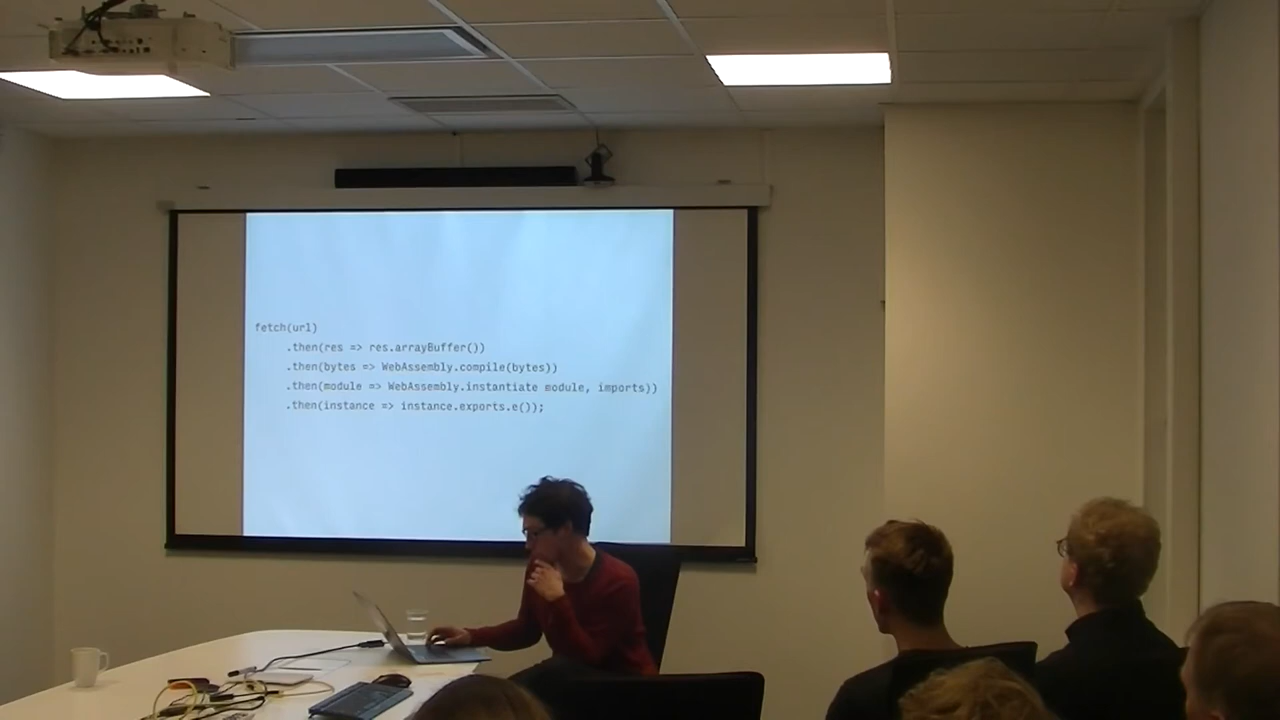 fetch(url)
.then(res => res.arrayBuffer())
.then(bytes => WebAssembly.compile(bytes))
.then(module => WebAssembly.instantiate module, imports))
.then(instance => instance.exports.e());